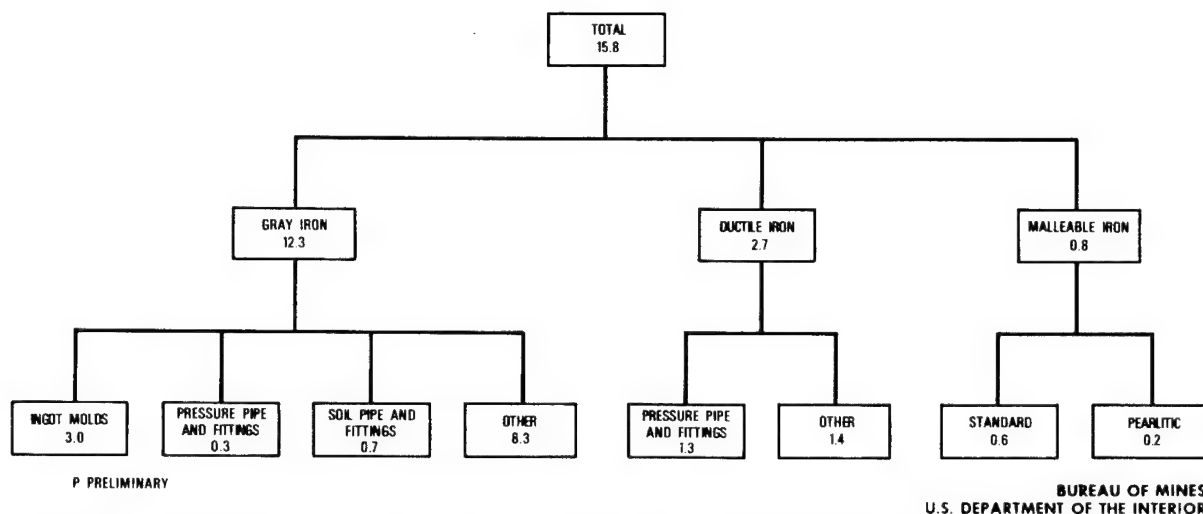 TOTAL
15.8
GRAY IRON
12.3
DUCTILE IRON
2.7
MALLEABLE IRON
0.8
INGOT MOLDS
3.0
PRESSURE PIPE
AND FITTINGS
0.3
SOIL PIPE AND
FITTINGS
0.7
OTHER
8.3
PRESSURE PIPE
AND FITTINGS
1.3
OTHER
1.4
STANDARD
0.6
PEARLITIC
0.2
P PRELIMINARY
BUREAU OF MINES
U.S. DEPARTMENT OF THE INTERIOR